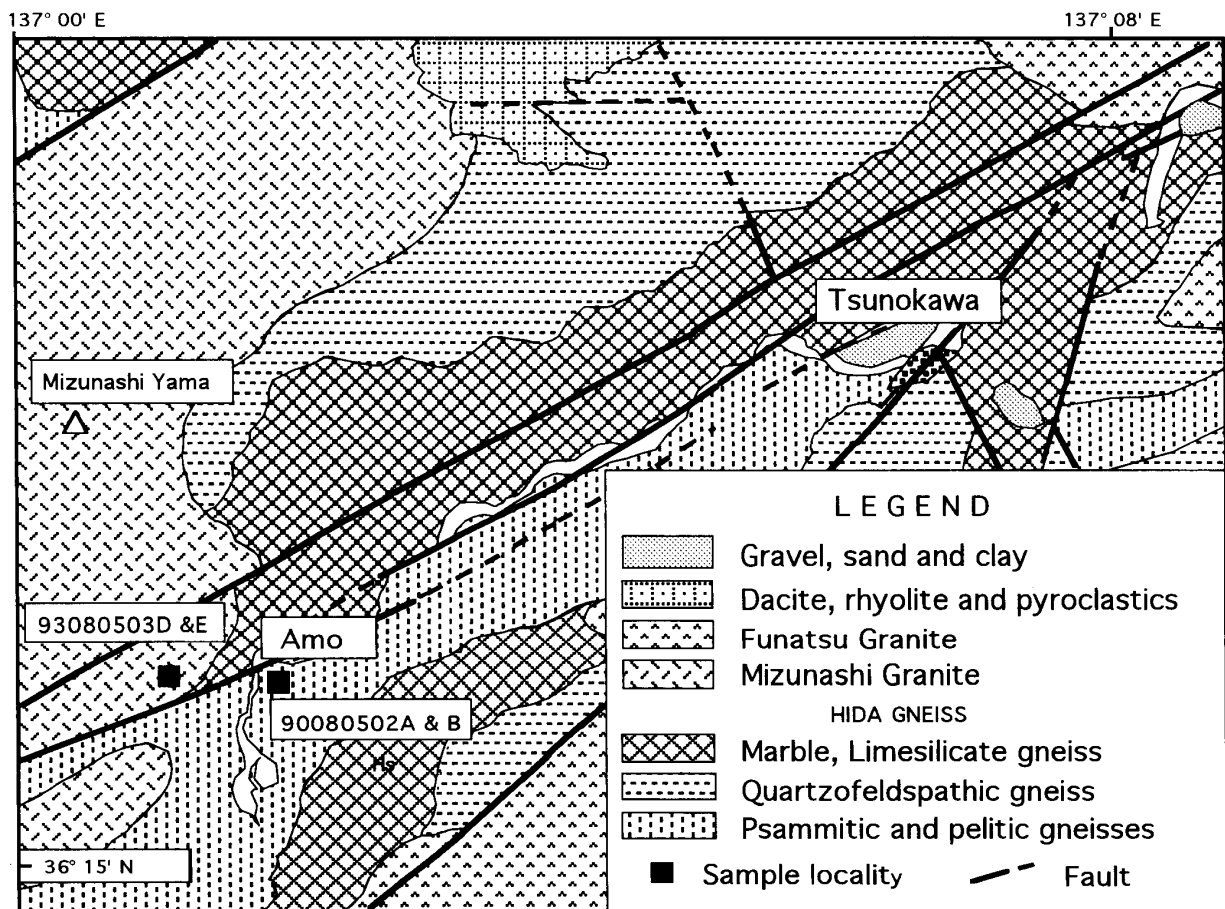 137° 00' E
137° 08' E
Tsunokawa
Mizunashi Yama
93080503D &E
Amo
90080502A & B
Hs
36° 15' N
LEGEND
Gravel, sand and clay
Dacite, rhyolite and pyroclastics
Funatsu Granite
Mizunashi Granite
HIDA GNEISS
Marble, Limesilicate gneiss
Quartzofeldspathic gneiss
Psammitic and pelitic gneisses
Sample locality
Fault